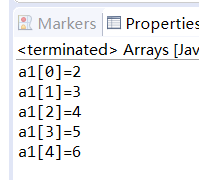 Markers Properties
<terminated> Arrays [Jav
a1[0]=2
a1[1]=3
a1[2]=4
a1[3]=5
a1[4]=6